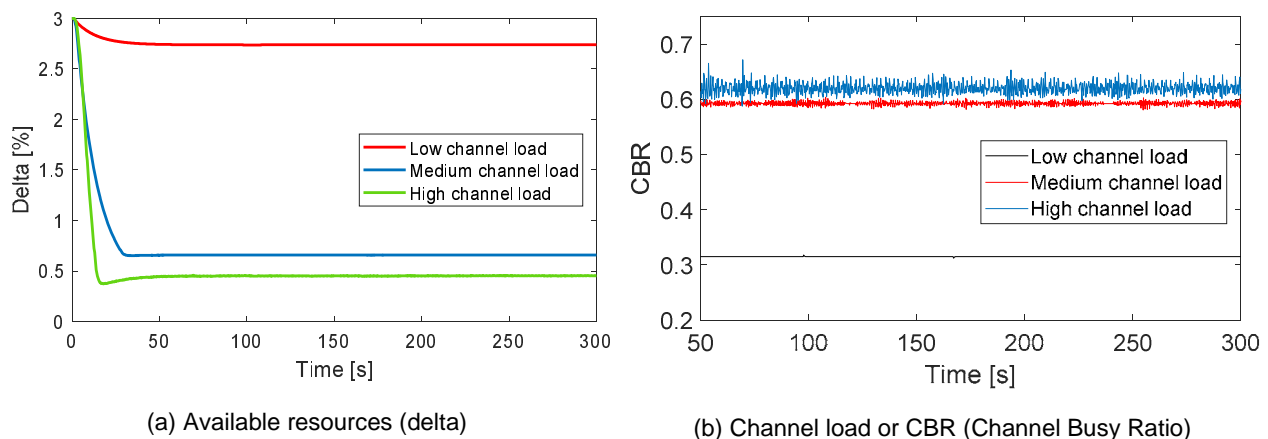 3
2.5
2
1.5
1
0.5
0
Delta [%]
Low channel load
Medium channel load
High channel load
0 50 100 150 200 250 300
Time [s]
(a) Available resources (delta)
0.7
0.6
0.5
0.4
0.3
0.2
CBR
Low channel load
Medium channel load
High channel load
50 100 150 200 250 300
Time [s]
(b) Channel load or CBR (Channel Busy Ratio)